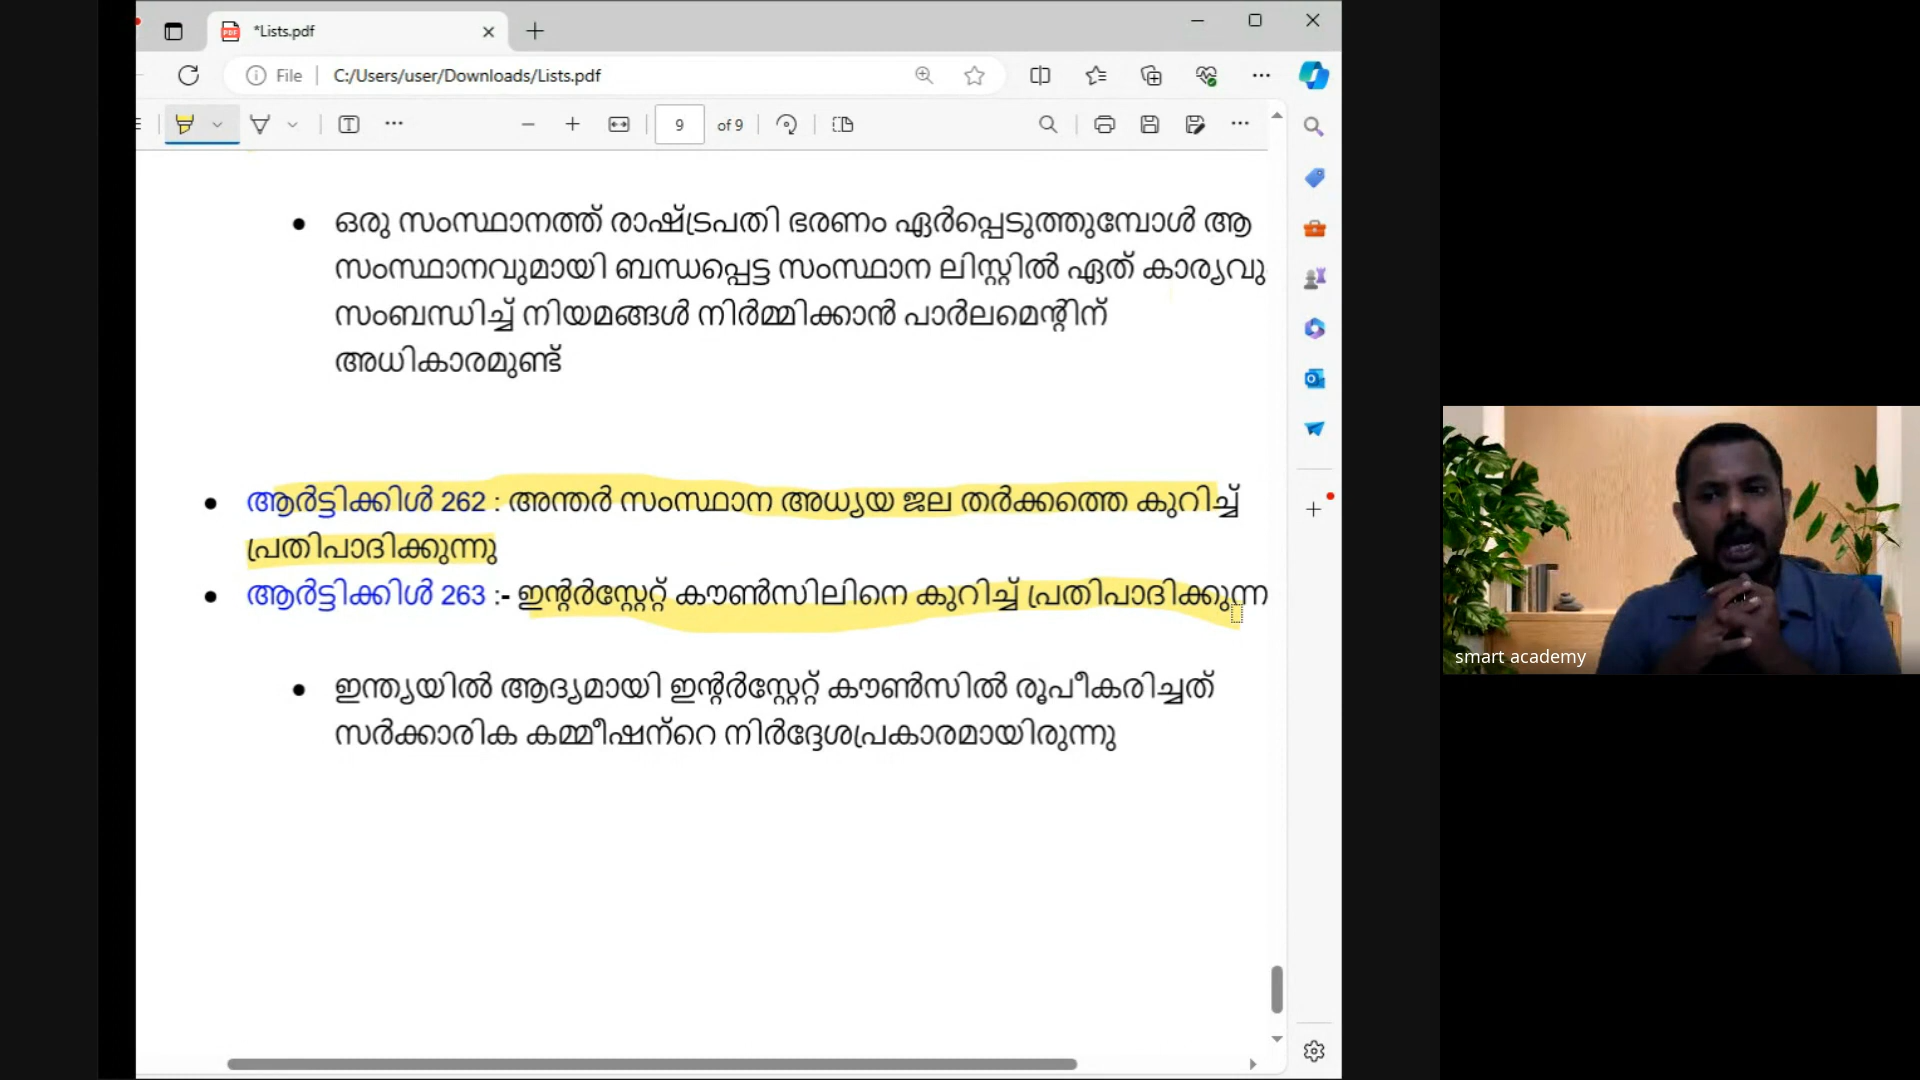 *Lists.pdf
File
C:/Users/user/Downloads/Lists.pdf
9 of 9
ഒരു സംസ്ഥാനത്ത് രാഷ്ട്രപതി ഭരണം ഏർപ്പെടുത്തുമ്പോൾ ആ
സംസ്ഥാനവുമായി ബന്ധപ്പെട്ട സംസ്ഥാന ലിസ്റ്റിൽ ഏത് കാര്യവു
സംബന്ധിച്ച് നിയമങ്ങൾ നിർമ്മിക്കാൻ പാർലമെന്റിന്
അധികാരമുണ്ട്
ആർട്ടിക്കിൾ 262 : അന്തർ സംസ്ഥാന അധ്യയ ജല തർക്കത്തെ കുറിച്ച്
പ്രതിപാദിക്കുന്നു
ആർട്ടിക്കിൾ 263 :- ഇന്റർസ്റ്റേറ്റ് കൗൺസിലിനെ കുറിച്ച് പ്രതിപാദിക്കുന്ന
ഇന്ത്യയിൽ ആദ്യമായി ഇന്റർസ്റ്റേറ്റ് കൗൺസിൽ രൂപീകരിച്ചത്
സർക്കാരിക കമ്മീഷന്റെ നിർദ്ദേശപ്രകാരമായിരുന്നു
smart academy